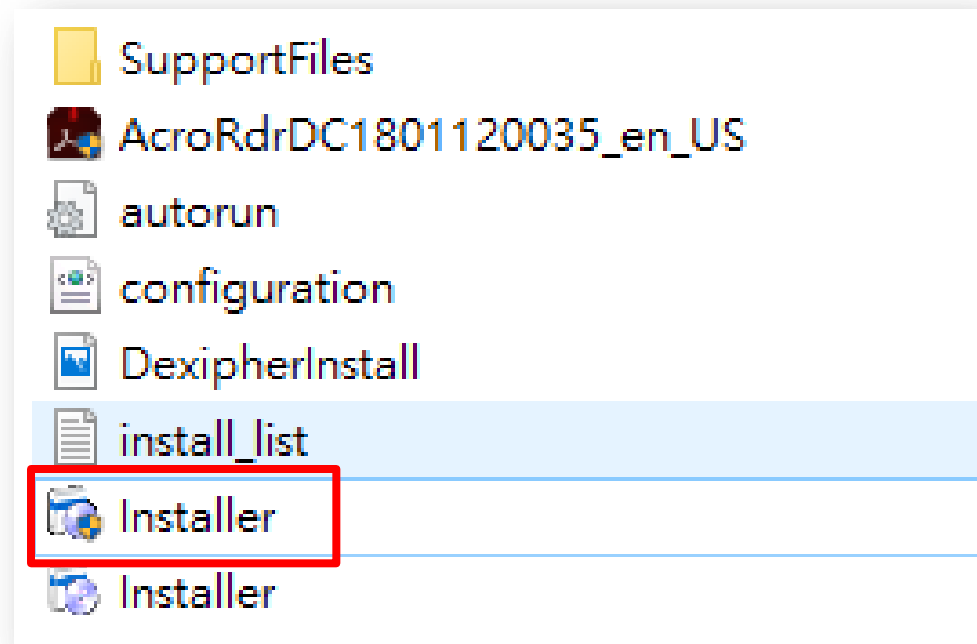 SupportFiles
AcroRdrDC1801120035_en_US
autorun
configuration
DexipherInstall
install_list
Installer
Installer